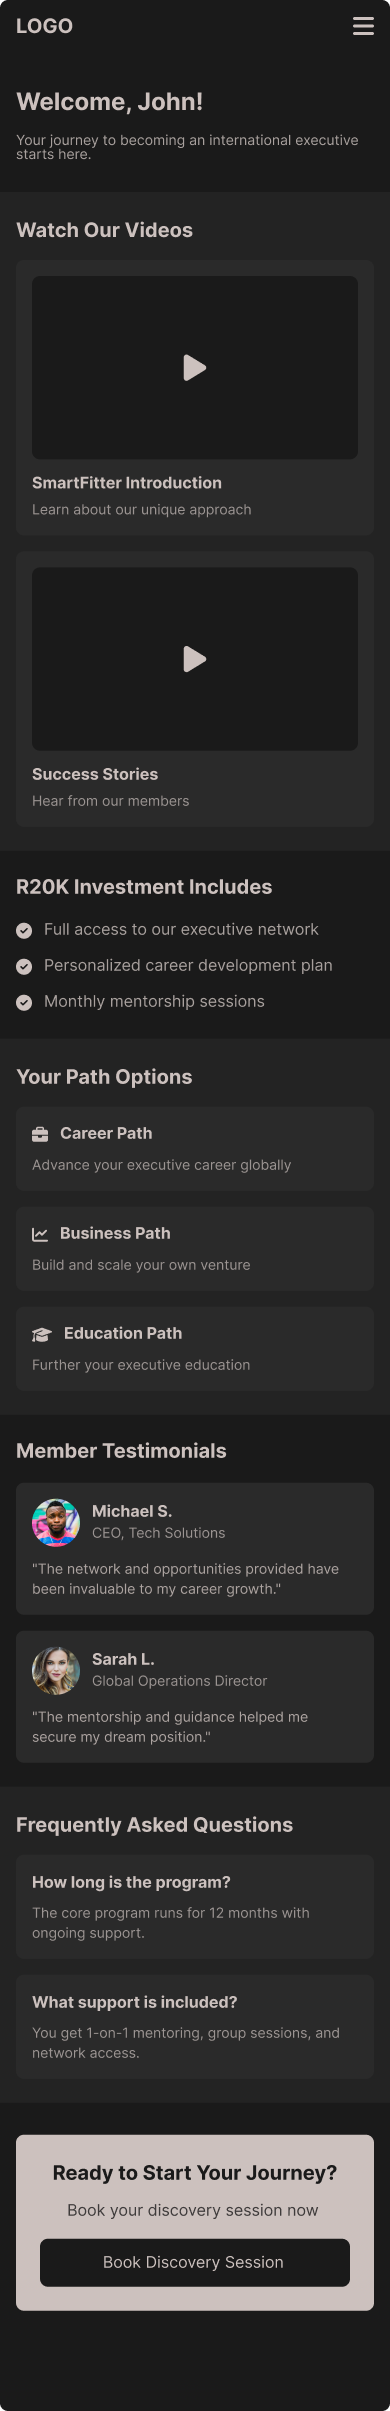 LOGO
Welcome, John!
Your journey to becoming an international executive
starts here.
Watch Our Videos
SmartFitter Introduction
Learn about our unique approach
Success Stories
Hear from our members
R20K Investment Includes
Full access to our executive network
Personalized career development plan
Monthly mentorship sessions
Your Path Options
Career Path
Advance your executive career globally
Business Path
Build and scale your own venture
Education Path
Further your executive education
Member Testimonials
Michael S.
CEO, Tech Solutions
"The network and opportunities provided have
been invaluable to my career growth."
Sarah L.
Global Operations Director
"The mentorship and guidance helped me
secure my dream position."
Frequently Asked Questions
How long is the program?
The core program runs for 12 months with
ongoing support.
What support is included?
You get 1-on-1 mentoring, group sessions, and
network access.
Ready to Start Your Journey?
Book your discovery session now
Book Discovery Session